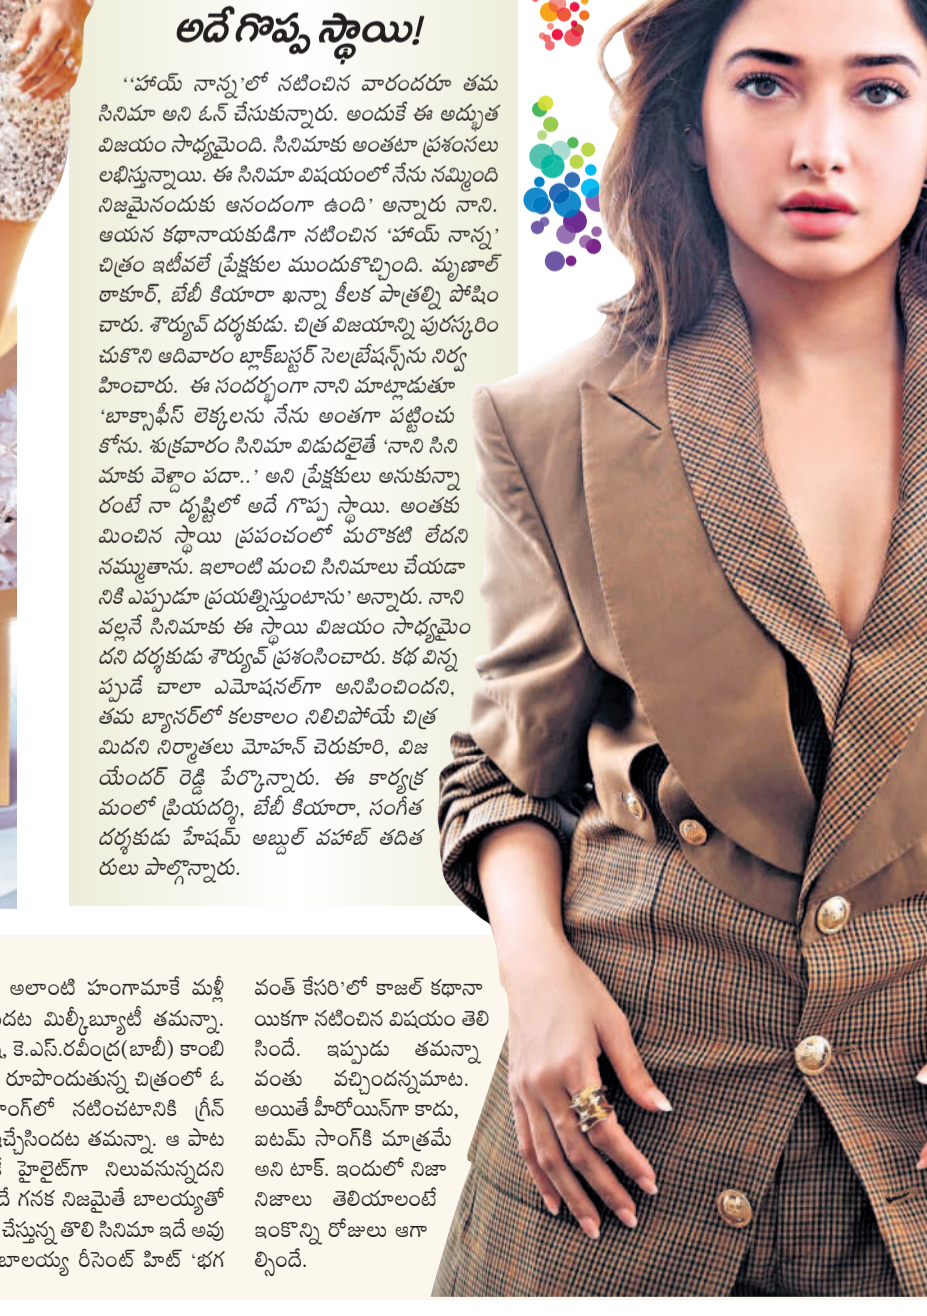 అదే గొప్ప స్థాయి!
‘‘హాయ్ నాన్న’లో నటించిన వారందరూ తమ
సినిమా అని ఓన్ చేసుకున్నారు. అందుకే ఈ అద్భుత
విజయం సాధ్యమైంది. సినిమాకు అంతటా ప్రశంసలు
లభిస్తున్నాయి. ఈ సినిమా విషయంలో నేను నమ్మింది
నిజమైనందుకు ఆనందంగా ఉంది’ అన్నారు నాని.
ఆయన కథానాయకుడిగా నటించిన ‘హాయ్ నాన్న’
చిత్రం ఇటీవలే ప్రేక్షకుల ముందుకొచ్చింది. మృణాల్
ఠాకూర్, బేబీ కియారా ఖన్నా కీలక పాత్రల్ని పోషిం
చారు. శౌర్యువ్ దర్శకుడు. చిత్ర విజయాన్ని పురస్కరిం
చుకొని ఆదివారం బ్లాక్‌బస్టర్ సెలబ్రేషన్స్‌ను నిర్వ
హించారు. ఈ సందర్భంగా నాని మాట్లాడుతూ
‘బాక్సాఫీస్ లెక్కలను నేను అంతగా పట్టించు
కోను. శుక్రవారం సినిమా విడుదలైతే ‘నాని సిని
మాకు వెళ్దాం పదా..’ అని ప్రేక్షకులు అనుకున్నా
రంటే నా దృష్టిలో అదే గొప్ప స్థాయి. అంతకు
మించిన స్థాయి ప్రపంచంలో మరొకటి లేదని
నమ్ముతాను. ఇలాంటి మంచి సినిమాలు చేయడా
నికి ఎప్పుడూ ప్రయత్నిస్తుంటాను’ అన్నారు. నాని
వల్లనే సినిమాకు ఈ స్థాయి విజయం సాధ్యమైం
దని దర్శకుడు శౌర్యువ్ ప్రశంసించారు. కథ విన్న
ప్పుడే చాలా ఎమోషనల్‌గా అనిపించిందని,
తమ బ్యానర్‌లో కలకాలం నిలిచిపోయే చిత్ర
మిదని నిర్మాతలు మోహన్ చెరుకూరి, విజ
యేందర్ రెడ్డి పేర్కొన్నారు. ఈ కార్యక్ర
మంలో ప్రియదర్శి, బేబీ కియారా, సంగీత
దర్శకుడు హేషమ్ అబ్దుల్ వహాబ్ తదిత
రులు పాల్గొన్నారు.
అలాంటి హంగామాకే మళ్లీ
మిల్కీబ్యూటీ తమన్నా.
కె.ఎస్.రవీంద్ర(బాబీ) కాంబి
రూపొందుతున్న చిత్రంలో ఓ
నటించటానికి గ్రీన్
తమన్నా. ఆ పాట
హైలైట్‌గా నిలువనున్నదని
గనక నిజమైతే బాలయ్యతో
చేస్తున్న తొలి సినిమా ఇదే అవు
బాలయ్య రీసెంట్ హిట్ ‘భగ
వంత్ కేసరి’లో కాజల్ కథానా
యికగా నటించిన విషయం తెలి
సిందే. ఇప్పుడు తమన్నా
వంతు వచ్చిందన్నమాట.
అయితే హీరోయిన్‌గా కాదు,
ఐటమ్ సాంగ్‌కి మాత్రమే
అని టాక్. ఇందులో నిజా
నిజాలు తెలియాలంటే
ఇంకొన్ని రోజులు ఆగా
ల్సిందే.